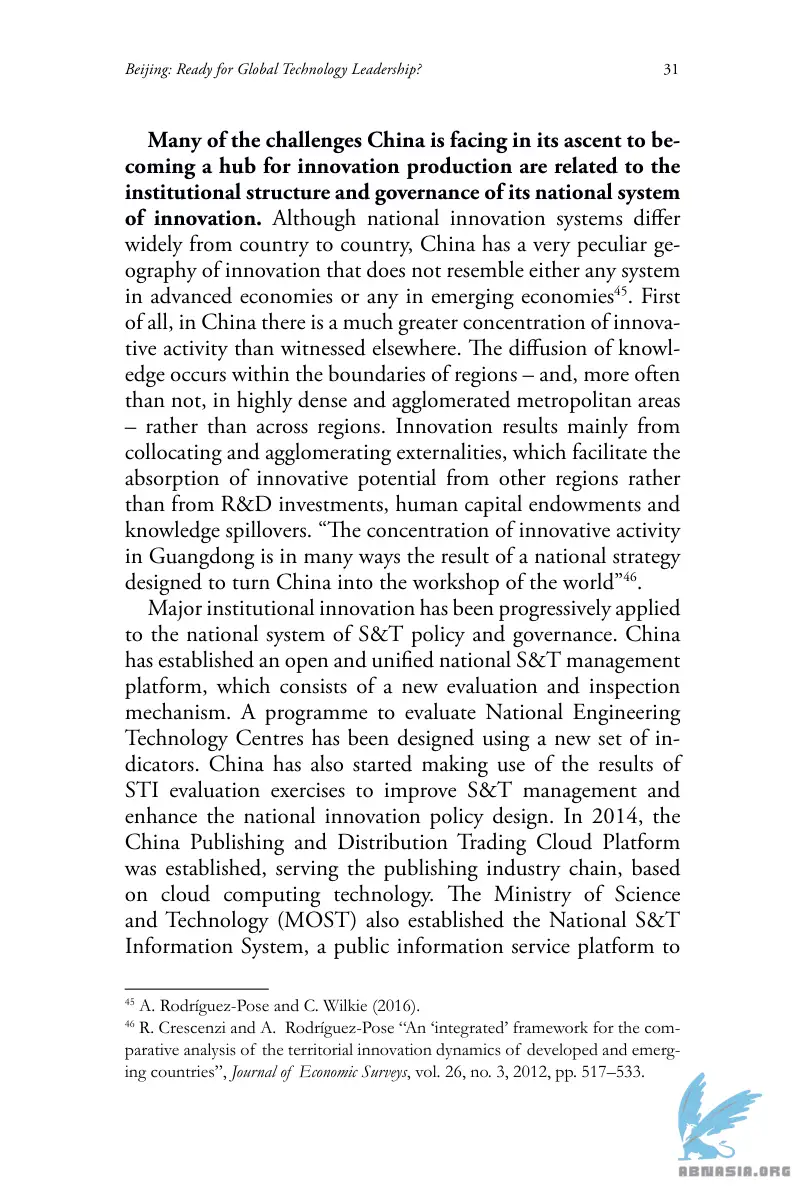 Beijing: Ready for Global Technology Leadership? 31
Many of the challenges China is facing in its ascent to be-
coming a hub for innovation production are related to the
institutional structure and governance of its national system
of innovation. Although national innovation systems differ
widely from country to country, China has a very peculiar ge-
ography of innovation that does not resemble either any system
in advanced economies or any in emerging economies45. First
of all, in China there is a much greater concentration of innova-
tive activity than witnessed elsewhere. The diffusion of knowl-
edge occurs within the boundaries of regions – and, more often
than not, in highly dense and agglomerated metropolitan areas
– rather than across regions. Innovation results mainly from
collocating and agglomerating externalities, which facilitate the
absorption of innovative potential from other regions rather
than from R&D investments, human capital endowments and
knowledge spillovers. “The concentration of innovative activity
in Guangdong is in many ways the result of a national strategy
designed to turn China into the workshop of the world”46.
Major institutional innovation has been progressively applied
to the national system of S&T policy and governance. China
has established an open and unified national S&T management
platform, which consists of a new evaluation and inspection
mechanism. A programme to evaluate National Engineering
Technology Centres has been designed using a new set of in-
dicators. China has also started making use of the results of
STI evaluation exercises to improve S&T management and
enhance the national innovation policy design. In 2014, the
China Publishing and Distribution Trading Cloud Platform
was established, serving the publishing industry chain, based
on cloud computing technology. The Ministry of Science
and Technology (MOST) also established the National S&T
Information System, a public information service platform to
45 A. Rodríguez-Pose and C. Wilkie (2016).
46 R. Crescenzi and A. Rodríguez-Pose “An ‘integrated’ framework for the com-
parative analysis of the territorial innovation dynamics of developed and emerg-
ing countries”, Journal of Economic Surveys, vol. 26, no. 3, 2012, pp. 517–533.
ABNASIA.ORG